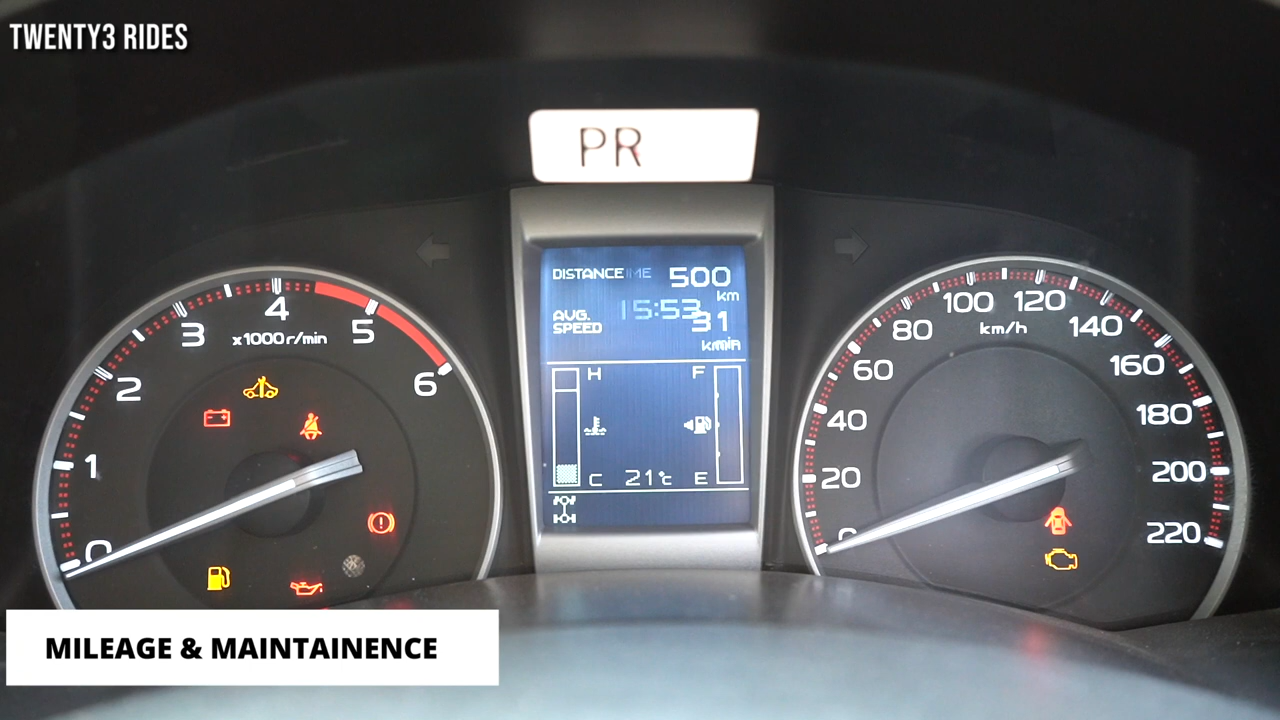 TWENTY3 RIDES
PR
DISTANCE 500
km
15:53
AVG.
SPEED 31
H F
C 21°C E
0 1 2 3 4 5 6
x1000r/min
20 40 60 80 100 120 140 160 180 200 220
km/h
MILEAGE & MAINTAINENCE